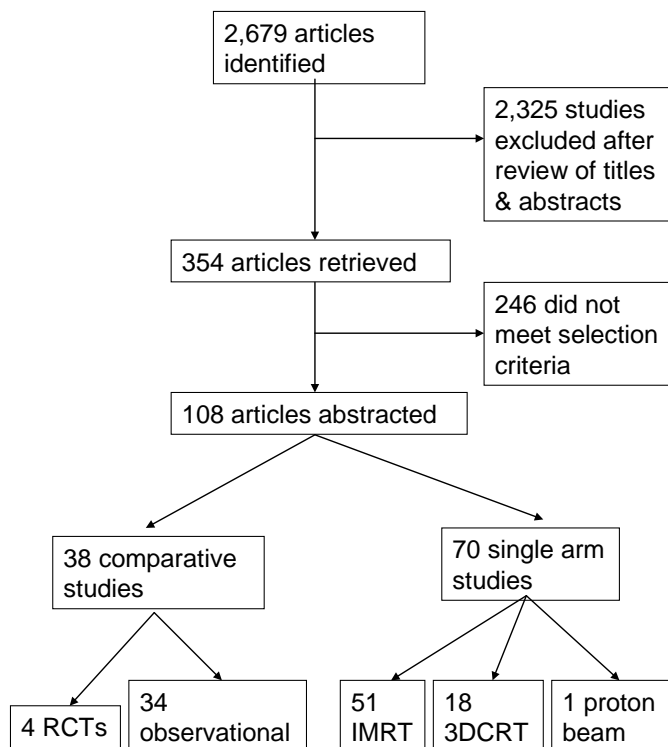 2,679 articles
identified
2,325 studies
excluded after
review of titles
& abstracts
354 articles retrieved
246 did not
meet selection
criteria
108 articles abstracted
38 comparative
studies
70 single arm
studies
4 RCTs
34
observational
51
IMRT
18
3DCRT
1 proton
beam